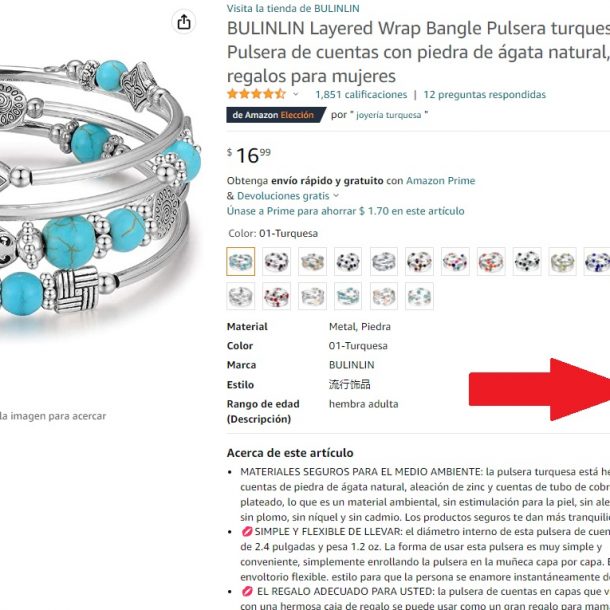 Visita la tienda de BULINLIN
BULINLIN Layered Wrap Bangle Pulsera turques
Pulsera de cuentas con piedra de ágata natural,
regalos para mujeres
1,851 calificaciones | 12 preguntas respondidas
de Amazon Elección por " joyería turquesa "
$ 16 99
Obtenga envío rápido y gratuito con Amazon Prime
& Devoluciones gratis
Únase a Prime para ahorrar $ 1.70 en este artículo
Color: 01-Turquesa
Material Metal, Piedra
Color 01-Turquesa
Marca BULINLIN
Estilo 流行饰品
Rango de edad hembra adulta
(Descripción)
la imagen para acercar
Acerca de este artículo
• MATERIALES SEGUROS PARA EL MEDIO AMBIENTE: la pulsera turquesa está he
cuentas de piedra de ágata natural, aleación de zinc y cuentas de tubo de cobr
plateado, lo que es un material ambiental, sin estimulación para la piel, sin ale
sin plomo, sin níquel y sin cadmio. Los productos seguros te dan más tranquili
• 💋SIMPLE Y FLEXIBLE DE LLEVAR: el diámetro interno de esta pulsera de cuen
de 2.4 pulgadas y pesa 1.2 oz. La forma de usar esta pulsera es muy simple y
conveniente, simplemente enrollando la pulsera en la muñeca capa por capa. E
envoltorio flexible. estilo para que la persona se enamore instantáneamente d
• 💋 EL REGALO ADECUADO PARA USTED: la pulsera de cuentas en capas que v
con una hermosa caja de regalo se puede usar como un gran regalo para muj